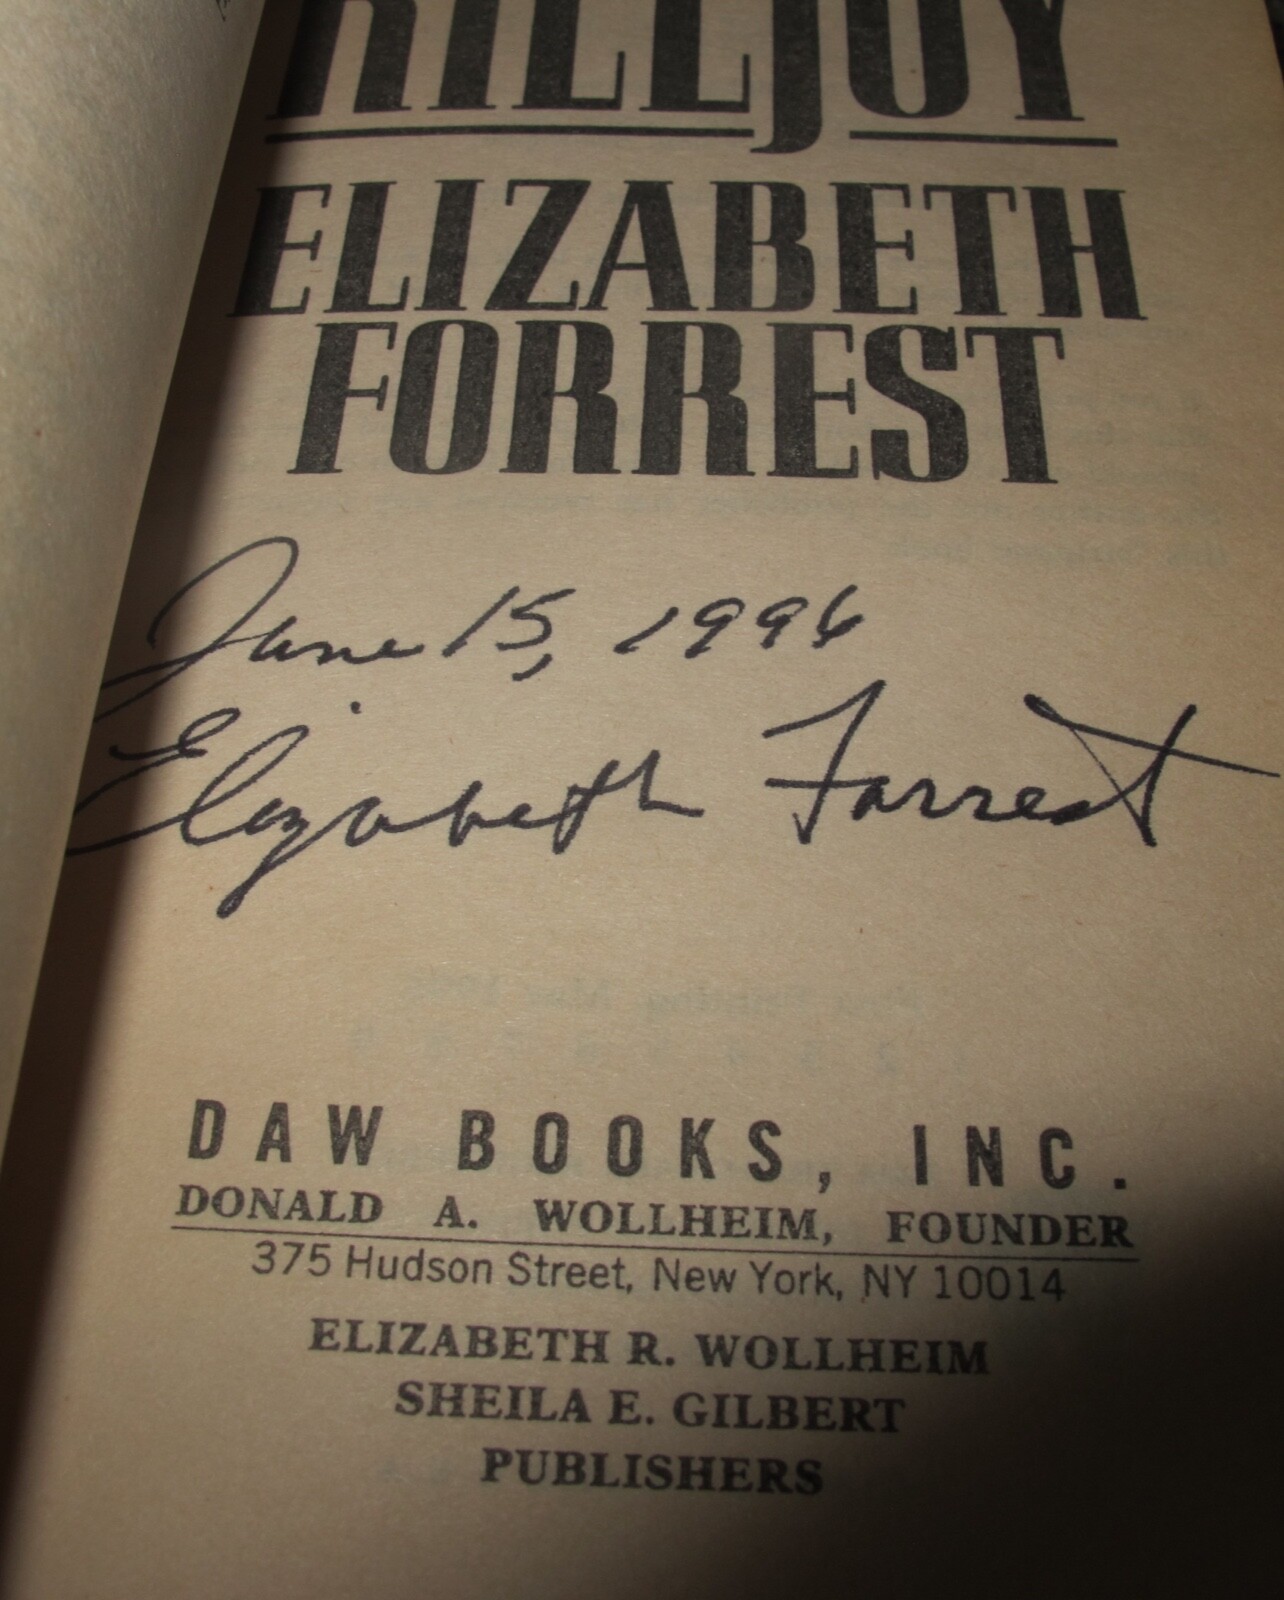 KILLJOY
ELIZABETH
FORREST
June 15, 1996
Elizabeth Forrest
DAW BOOKS, INC.
DONALD A. WOLLHEIM, FOUNDER
375 Hudson Street, New York, NY 10014
ELIZABETH R. WOLLHEIM
SHEILA E. GILBERT
PUBLISHERS